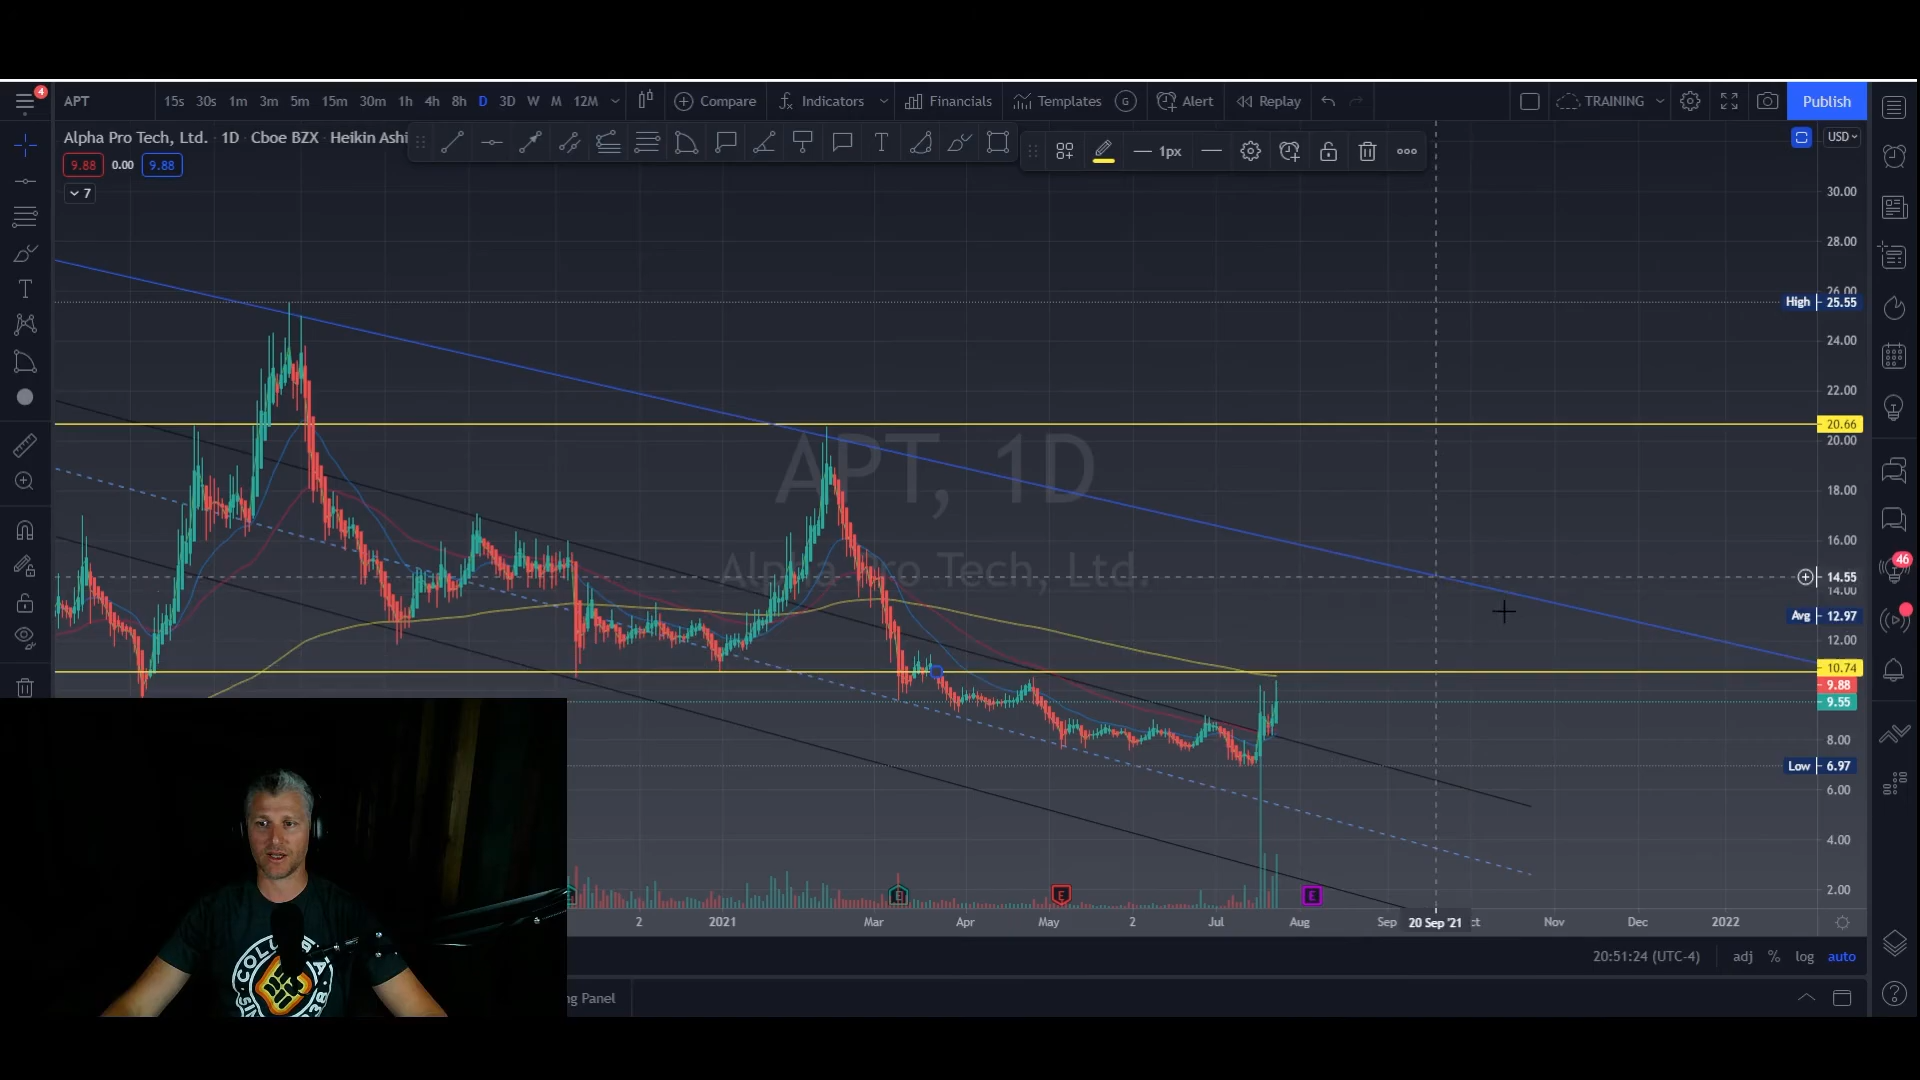 4
APT
15s 30s 1m 3m 5m 15m 30m 1h 4h 8h D 3D W M 12M
Compare
Indicators
Financials
Templates
G
Alert
Replay
TRAINING
Publish
Alpha Pro Tech, Ltd. · 1D · Cboe BZX · Heikin Ashi
T
1px
USD
9.88 0.00 9.88
7
30.00
28.00
26.00
High 25.55
24.00
22.00
20.66
20.00
18.00
16.00
14.55
14.00
Avg 12.97
12.00
10.74
9.88
9.55
8.00
Low 6.97
6.00
4.00
2.00
T
APT, 1D
Alpha Pro Tech, Ltd.
46
E E E
2 2021 Mar Apr May 2 Jul Aug Sep 20 Sep '21 ct Nov Dec 2022
20:51:24 (UTC-4) adj % log auto
ng Panel